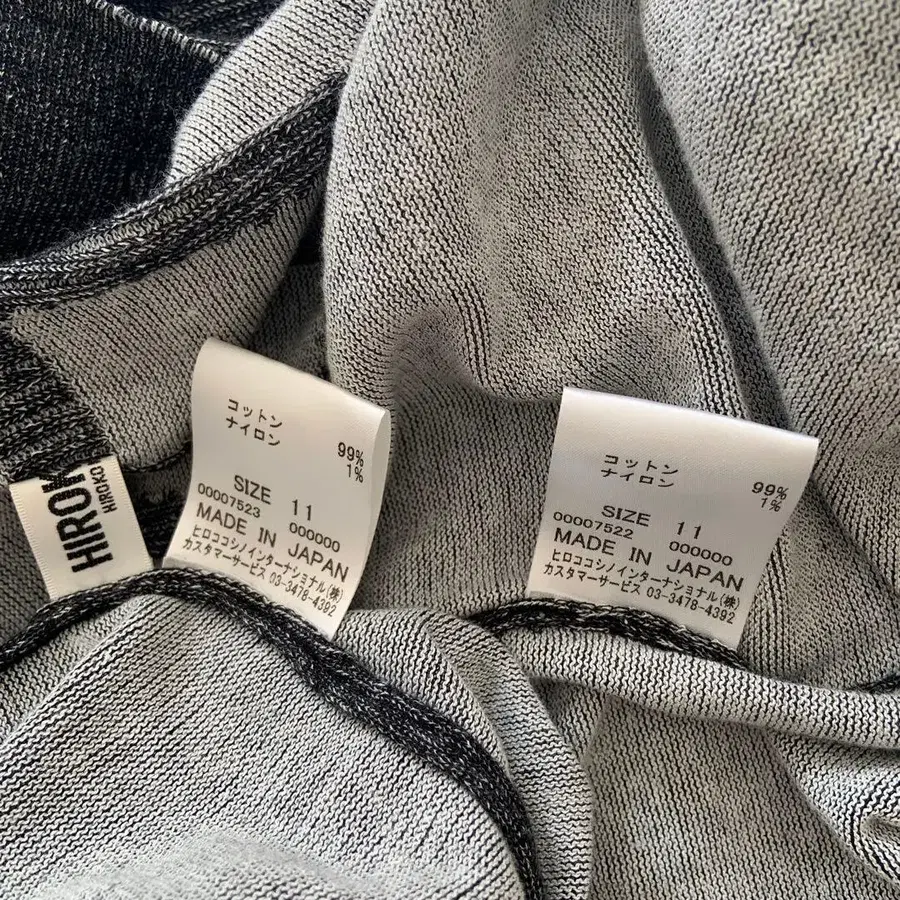 HIROK
HIROKO
コットン 99%
ナイロン 1%
SIZE 11
00007523 000000
MADE IN JAPAN
ヒロココシノインターナショナル(株)
カスタマーサービス 03-3478-4392
コットン 99%
ナイロン 1%
SIZE 11
00007522 000000
MADE IN JAPAN
ヒロココシノインターナショナル(株)
カスタマーサービス 03-3478-4392